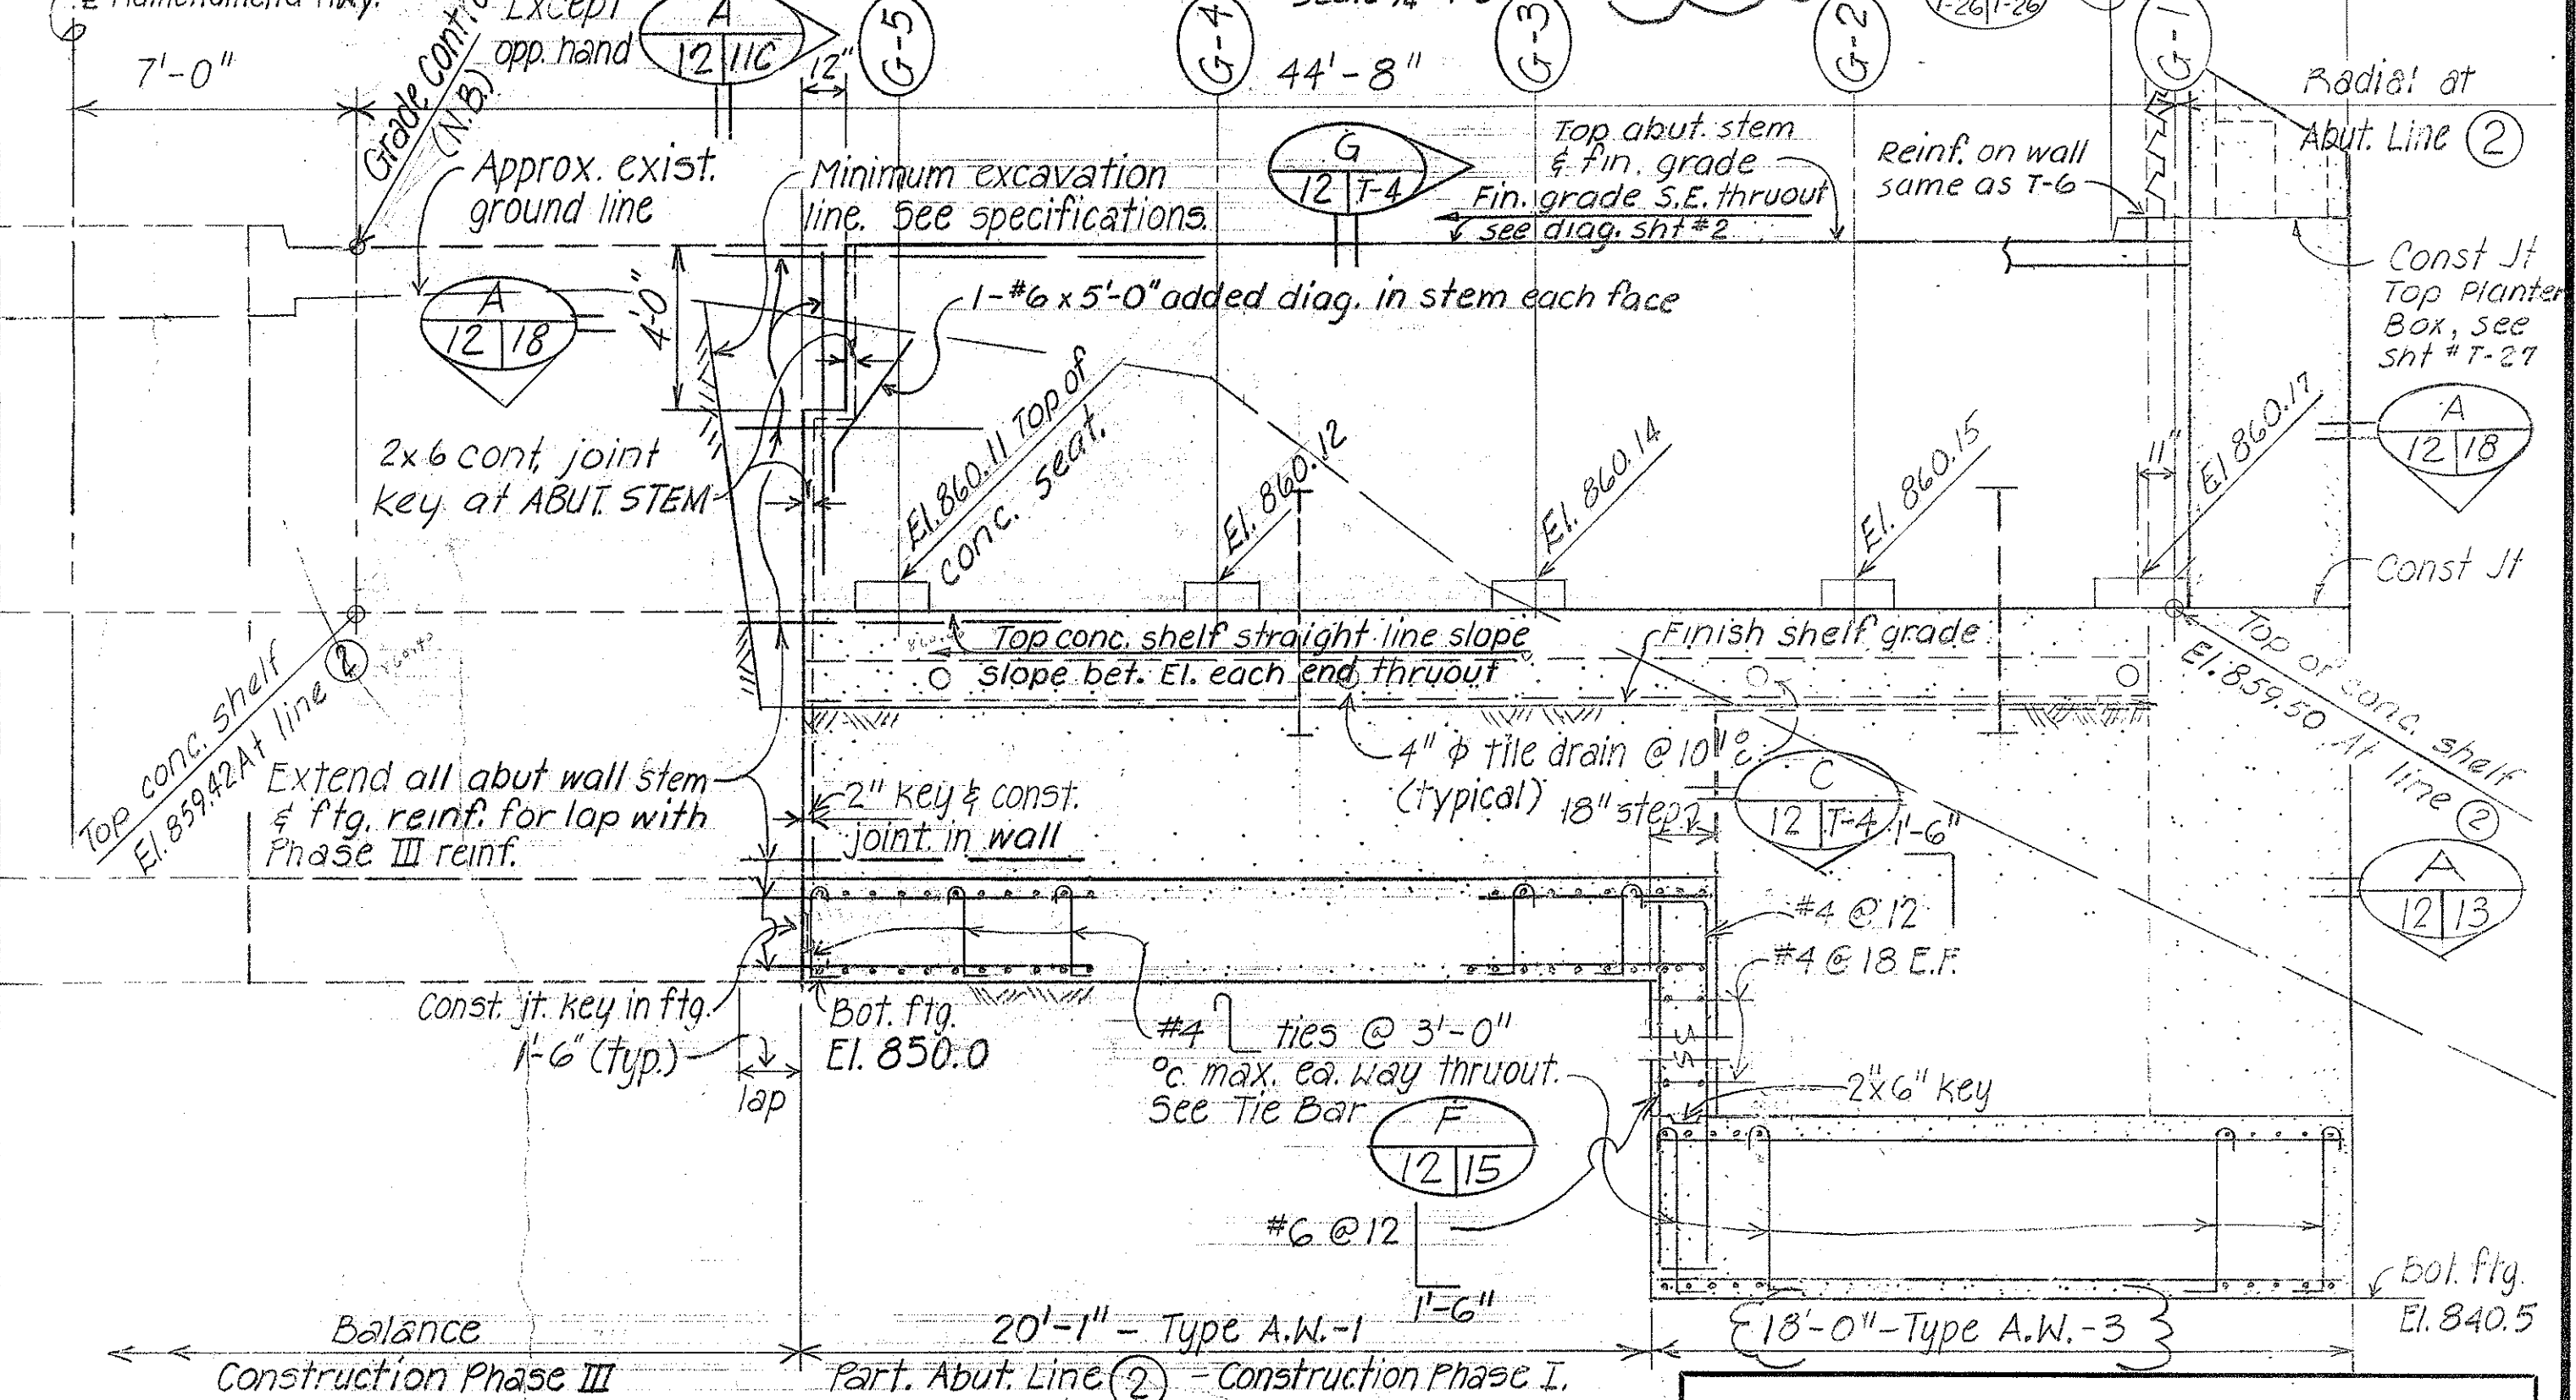 Except
opp. hand
A
12 11C
12"
G-5
G-4
G-3
G-2
G-1
7'-0"
44'-8"
Grade Contr
(N.B.)
Radial at
Abut. Line 2
Approx. exist.
ground line
Minimum excavation
line. See specifications.
G
12 T-4
Top abut. stem
& fin. grade
Fin. grade S.E. thruout
see diag. sht #2
Reinf. on wall
same as T-6
Const Jt
Top Planter
Box, see
sht # T-27
A
12 18
4'-0"
1-#6 x 5'-0" added diag. in stem each face
A
12 18
2x6 cont. joint
key at ABUT. STEM
El. 860.11 Top of
conc. seat.
El. 860.12
El. 860.14
El. 860.15
11"
El 860.17
Const Jt
Top conc. shelf straight line slope
slope bet. El. each end thruout
Finish shelf grade
Top conc. shelf
El. 859.42 At line 2
Top of conc. shelf
El. 859.50 At line 2
4" φ tile drain @ 10' °c.
(typical)
18" step
C
12 T-4
1'-6"
Extend all abut wall stem
& ftg. reinf. for lap with
Phase III reinf.
2" key & const.
joint in wall
A
12 13
#4 @ 12
#4 @ 18 E.F.
Const. jt. key in ftg.
1'-6" (typ.)
lap
Bot. ftg.
El. 850.0
#4 ties @ 3'-0"
°c. max. ea. way thruout.
See Tie Bar
F
12 15
2"x6" key
#6 @ 12
1'-6"
Bot. ftg.
El. 840.5
Balance
Construction Phase III
20'-1" - Type A.W.-1
18'-0" - Type A.W.-3
Part. Abut. Line 2 - Construction Phase I.